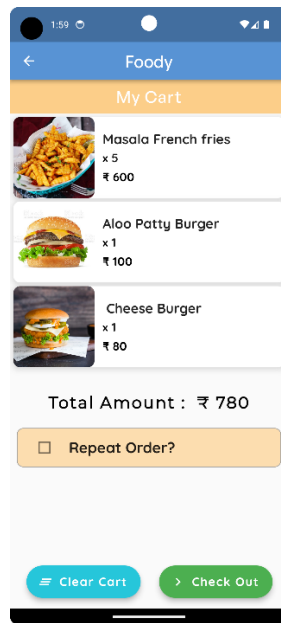 1:59
Foody
My Cart
Masala French fries
x 5
₹ 600
Aloo Patty Burger
x 1
₹ 100
Cheese Burger
x 1
₹ 80
Total Amount : ₹ 780
Repeat Order?
Clear Cart
Check Out